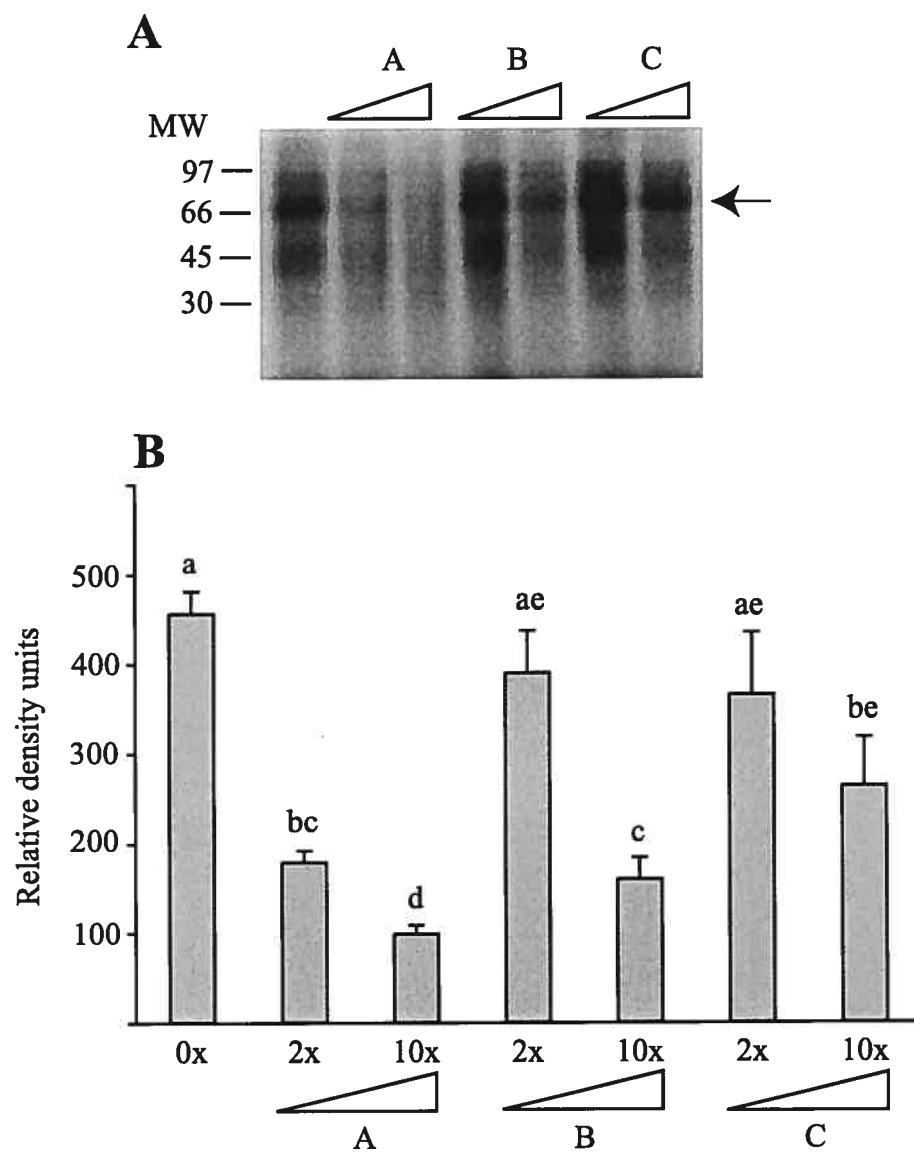 A
A B C
MW
97
66
45
30
B
Relative density units
500
400
300
200
100
a
bc
d
ae
c
ae
be
0x 2x 10x 2x 10x 2x 10x
A B C